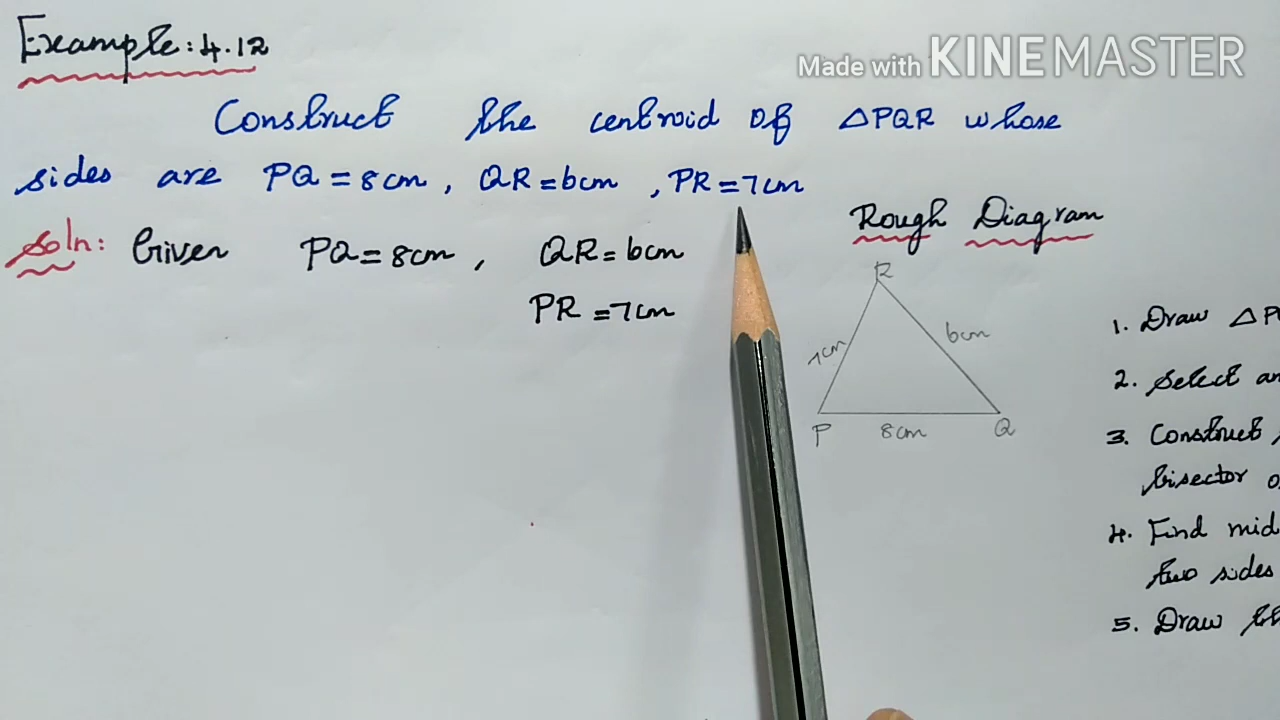 Example: 4.12
Made with KINEMASTER
Construct the centroid of △PQR whose
sides are PQ = 8cm, QR = 6cm, PR = 7cm
Soln: Given PQ = 8cm, QR = 6cm
PR = 7cm
Rough Diagram
R
7cm
6cm
P
8cm
Q
1. Draw △P
2. Select an
3. Construct
bisector o
4. Find mid
two sides
5. Draw